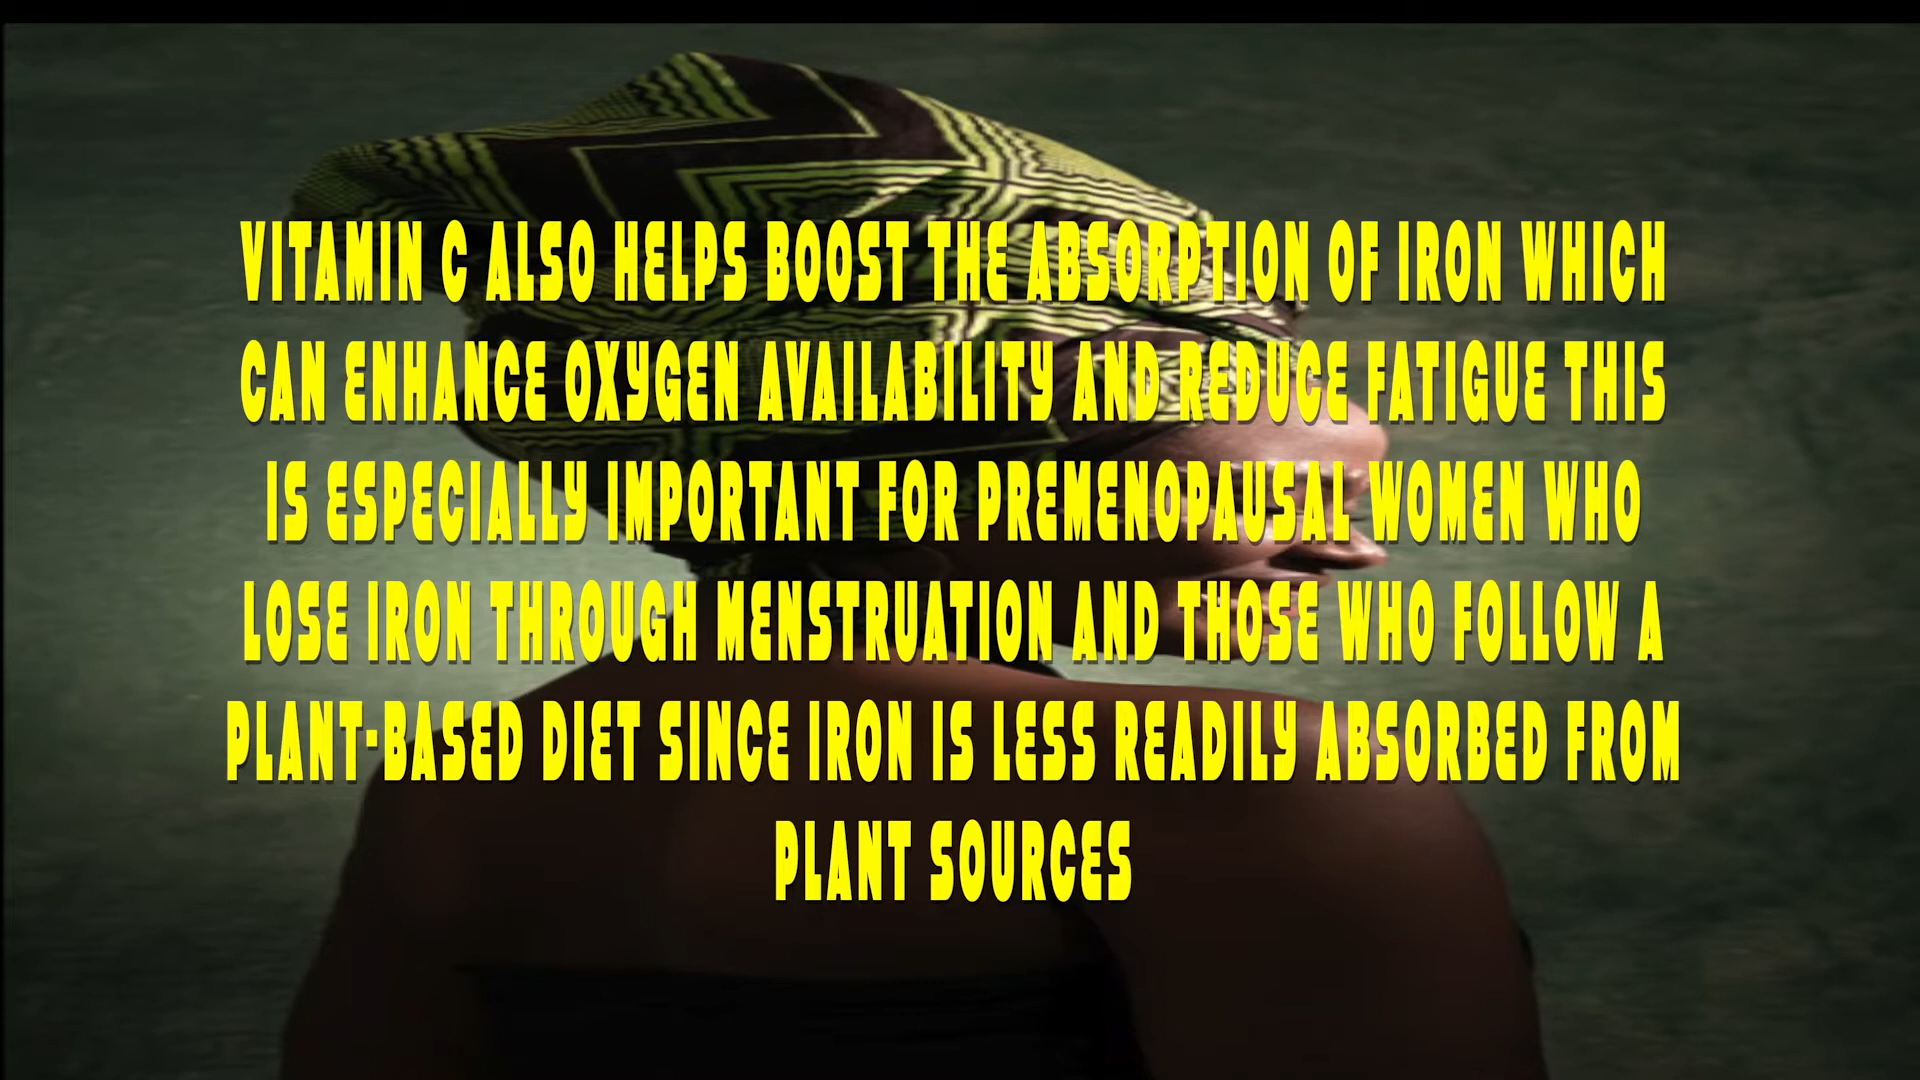 VITAMIN C ALSO HELPS BOOST THE ABSORPTION OF IRON WHICH
CAN ENHANCE OXYGEN AVAILABILITY AND REDUCE FATIGUE THIS
IS ESPECIALLY IMPORTANT FOR PREMENOPAUSAL WOMEN WHO
LOSE IRON THROUGH MENSTRUATION AND THOSE WHO FOLLOW A
PLANT-BASED DIET SINCE IRON IS LESS READILY ABSORBED FROM
PLANT SOURCES